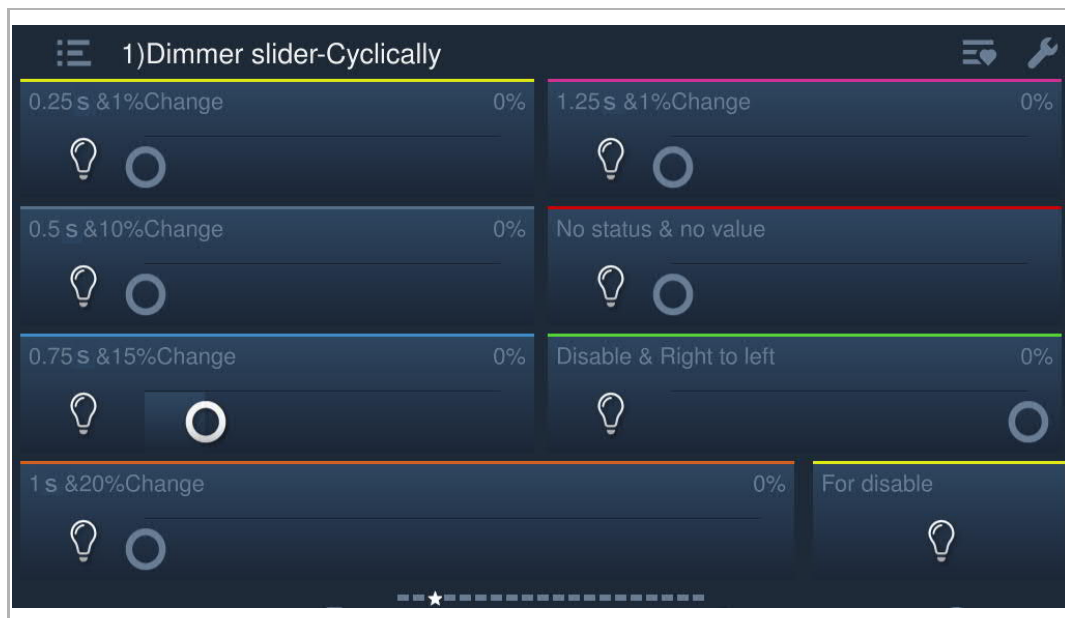 1)Dimmer slider-Cyclically
0.25 s &1%Change 0%
1.25 s &1%Change 0%
0.5 s &10%Change 0%
No status & no value
0.75 s &15%Change 0%
Disable & Right to left 0%
1 s &20%Change 0%
For disable